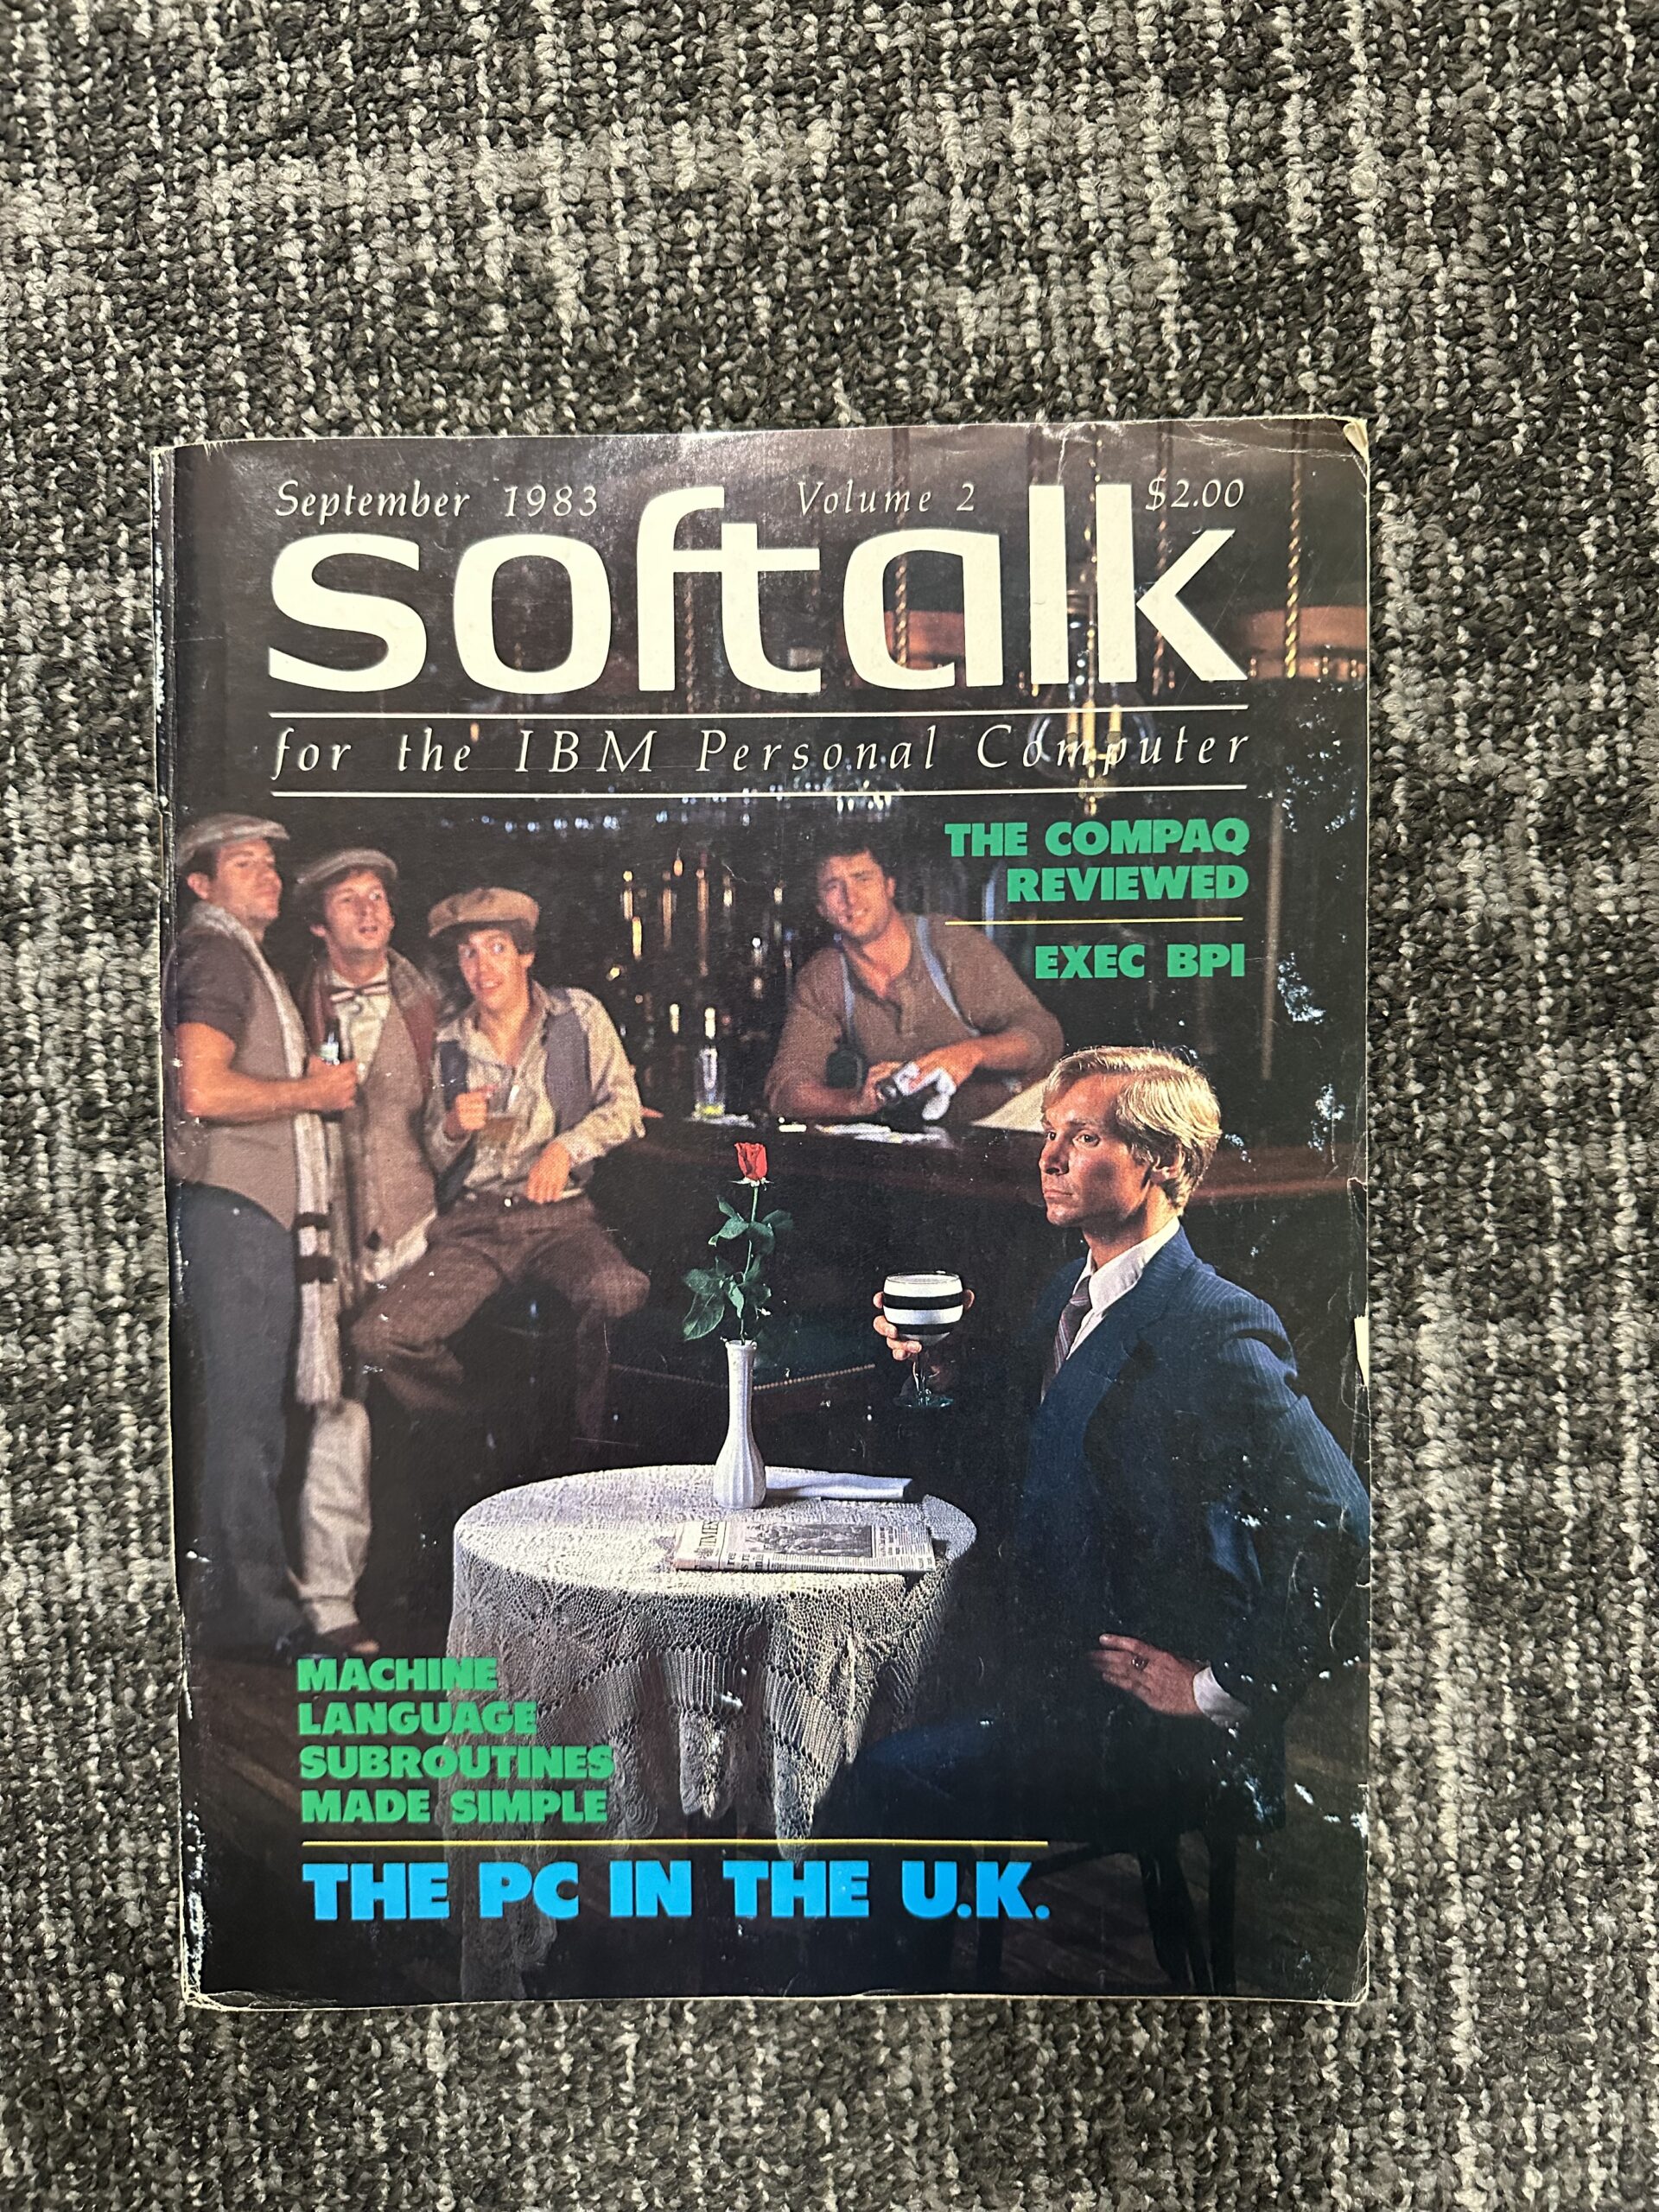 September 1983 Volume 2 $2.00
softalk
for the IBM Personal Computer
THE COMPAQ
REVIEWED
EXEC BPI
TIMES
MACHINE
LANGUAGE
SUBROUTINES
MADE SIMPLE
THE PC IN THE U.K.